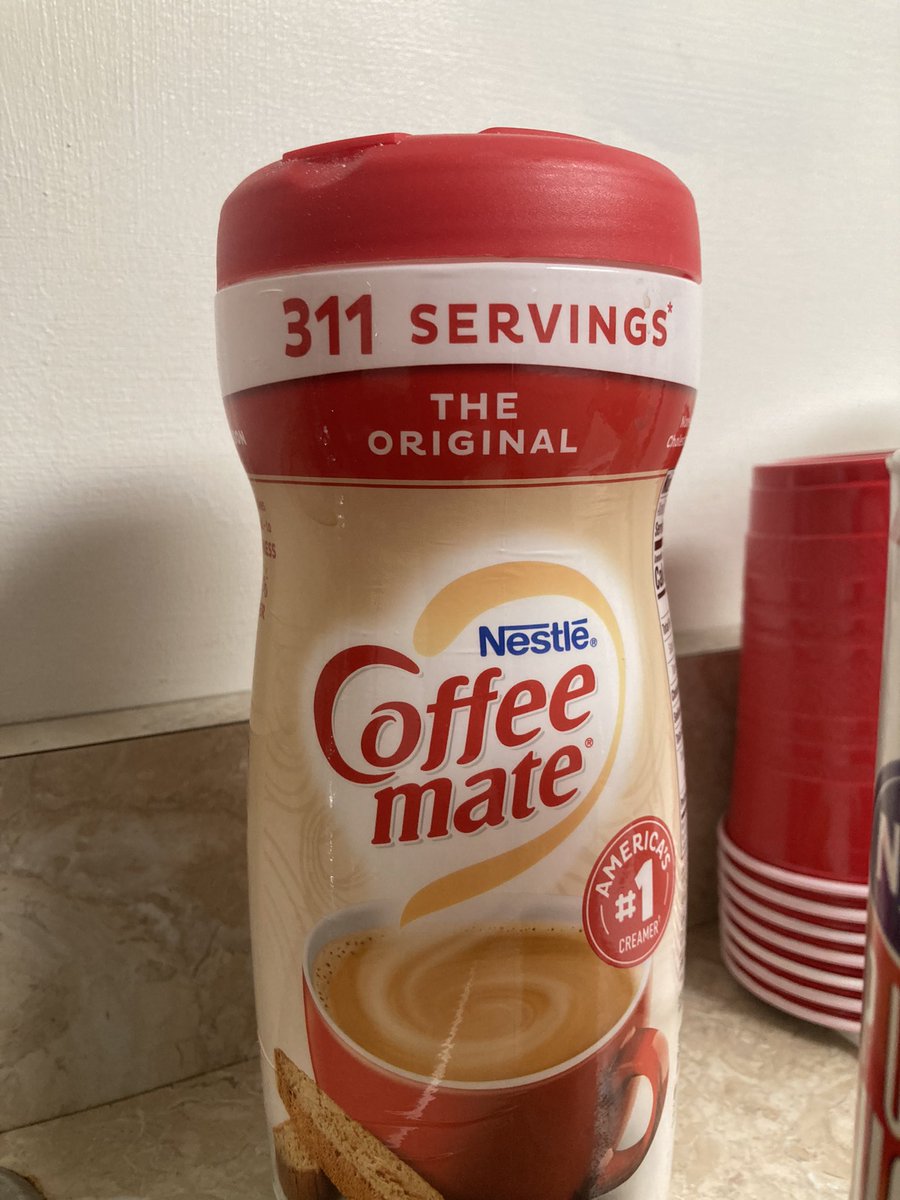 311 SERVINGS*
THE
ORIGINAL
Nestlé®
Coffee
mate®
AMERICA'S
#1
CREAMER